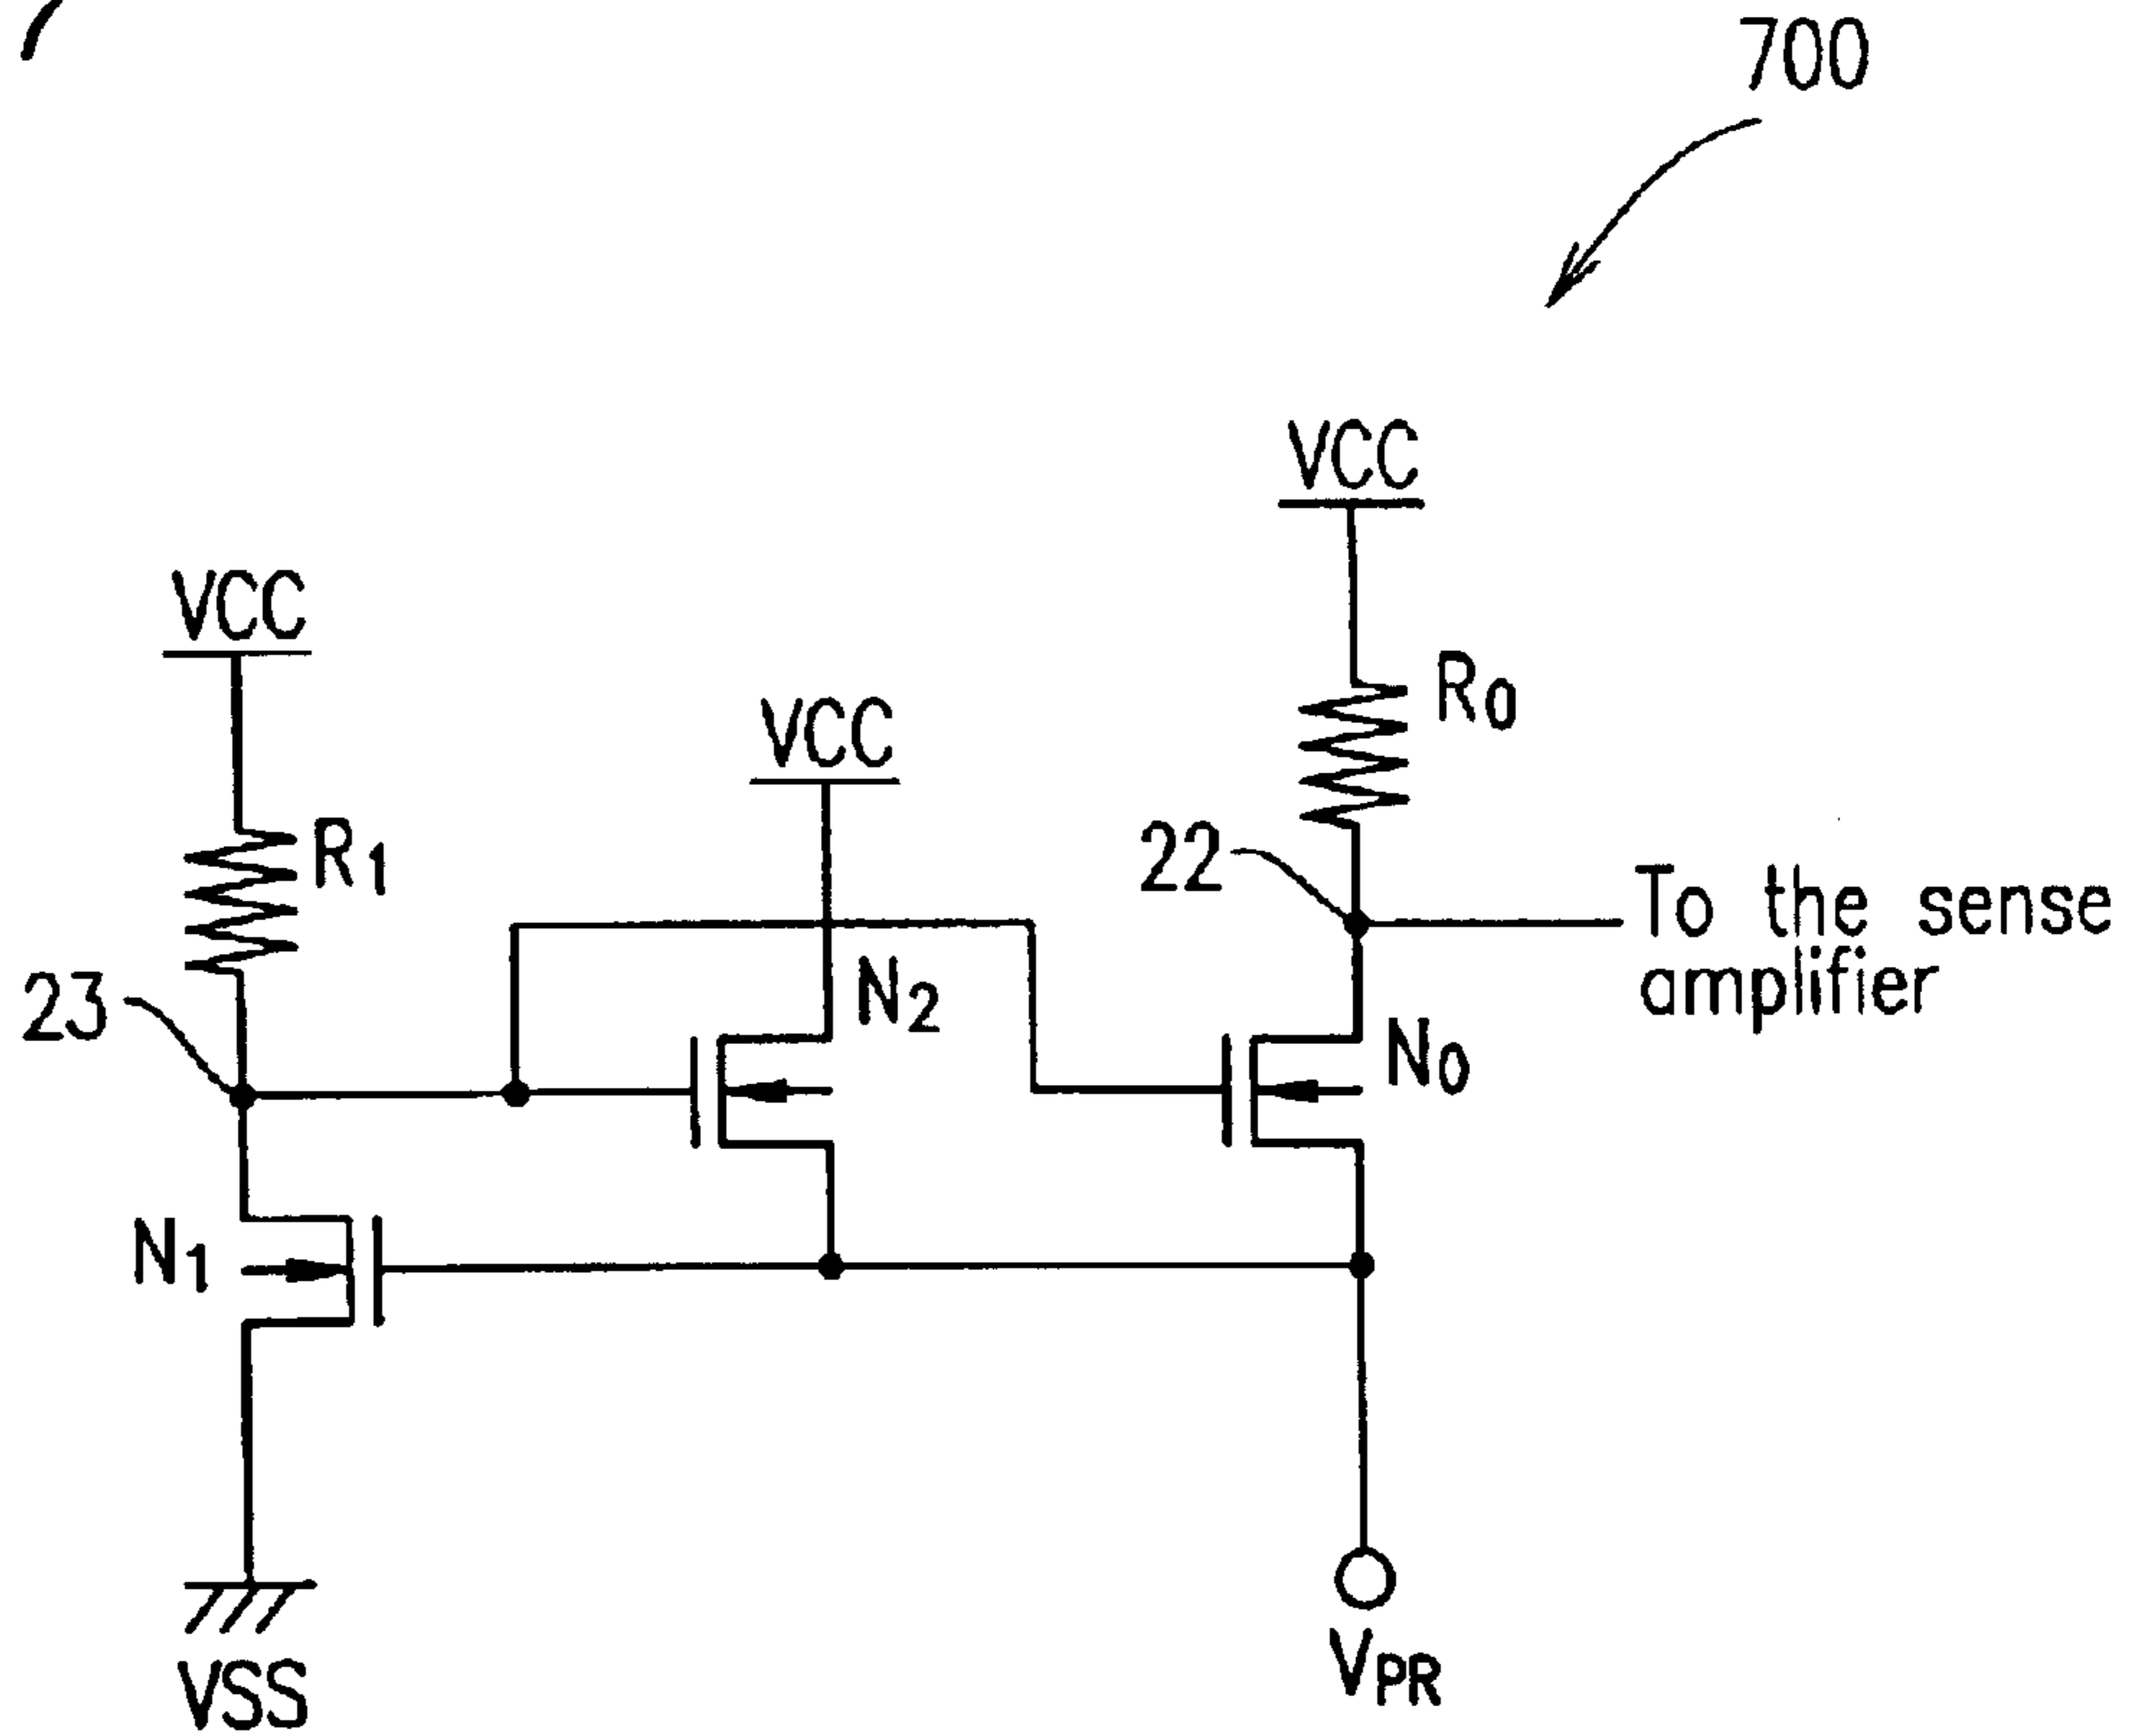 700
VCC
VCC
R0
R1
VCC
22
To the sense
amplifier
23
N2
N0
N1
VPR
VSS